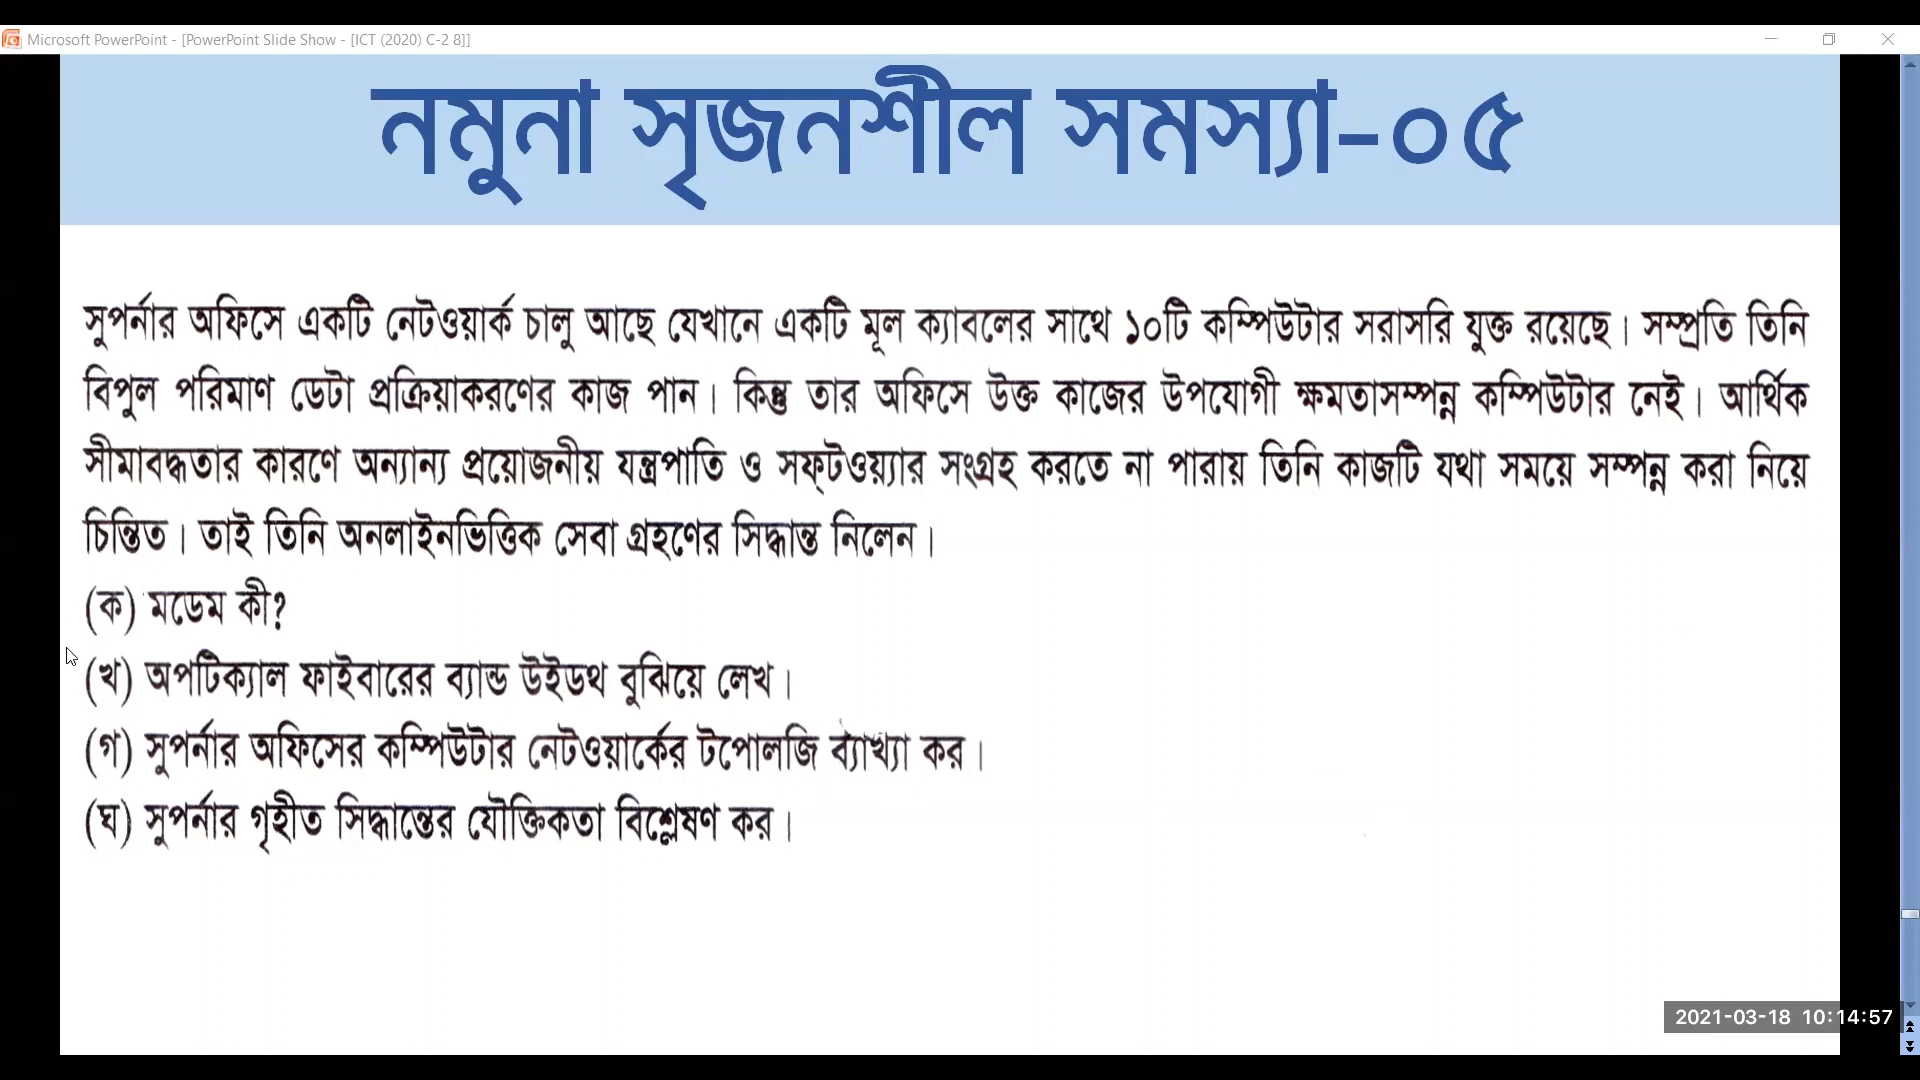 Microsoft PowerPoint - [PowerPoint Slide Show - [ICT (2020) C-2 8]]
নমুনা সৃজনশীল সমস্যা-০৫
সুপর্নার অফিসে একটি নেটওয়ার্ক চালু আছে যেখানে একটি মূল ক্যাবলের সাথে ১০টি কম্পিউটার সরাসরি যুক্ত রয়েছে। সম্প্রতি তিনি
বিপুল পরিমাণ ডেটা প্রক্রিয়াকরণের কাজ পান। কিন্তু তার অফিসে উক্ত কাজের উপযোগী ক্ষমতাসম্পন্ন কম্পিউটার নেই। আর্থিক
সীমাবদ্ধতার কারণে অন্যান্য প্রয়োজনীয় যন্ত্রপাতি ও সফ্‌টওয়্যার সংগ্রহ করতে না পারায় তিনি কাজটি যথা সময়ে সম্পন্ন করা নিয়ে
চিন্তিত। তাই তিনি অনলাইনভিত্তিক সেবা গ্রহণের সিদ্ধান্ত নিলেন।
(ক) মডেম কী?
(খ) অপটিক্যাল ফাইবারের ব্যান্ড উইডথ বুঝিয়ে লেখ।
(গ) সুপর্নার অফিসের কম্পিউটার নেটওয়ার্কের টপোলজি ব্যাখ্যা কর।
(ঘ) সুপর্নার গৃহীত সিদ্ধান্তের যৌক্তিকতা বিশ্লেষণ কর।
2021-03-18 10:14:57